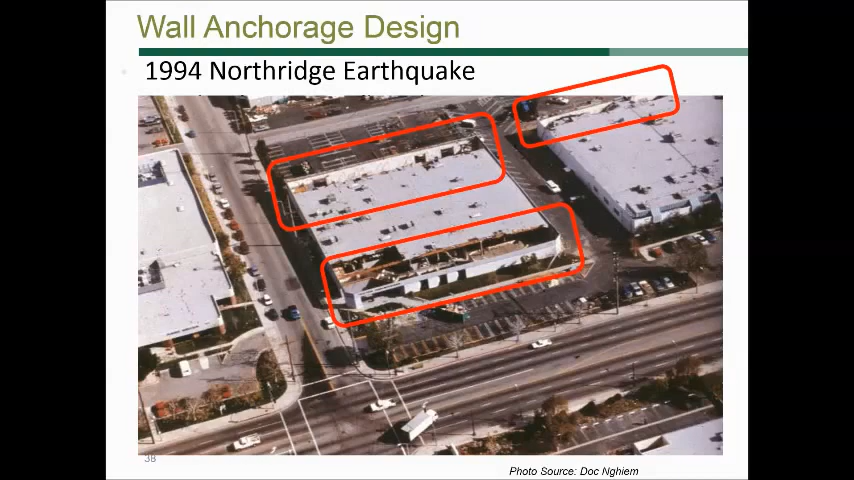 Wall Anchorage Design
1994 Northridge Earthquake
38
Photo Source: Doc Nghiem